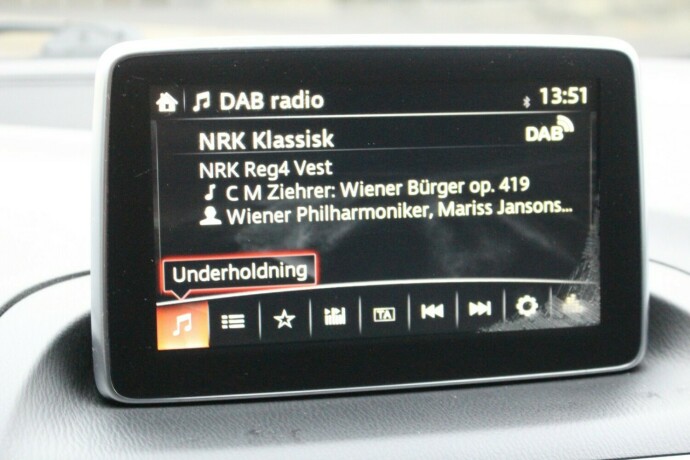 DAB radio 13:51
NRK Klassisk DAB
NRK Reg4 Vest
C M Ziehrer: Wiener Bürger op. 419
Wiener Philharmoniker, Mariss Jansons...
Underholdning
TA